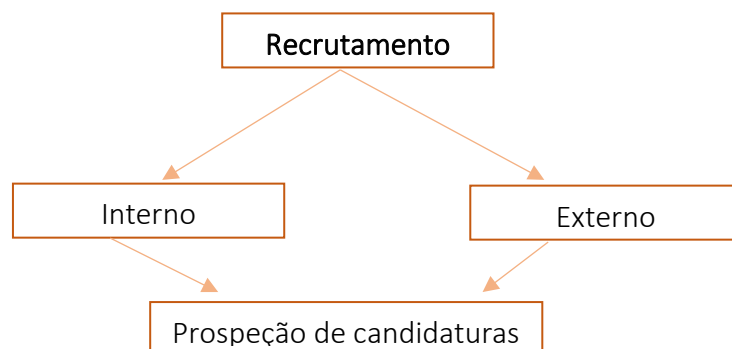 Recrutamento
Interno
Externo
Prospeção de candidaturas